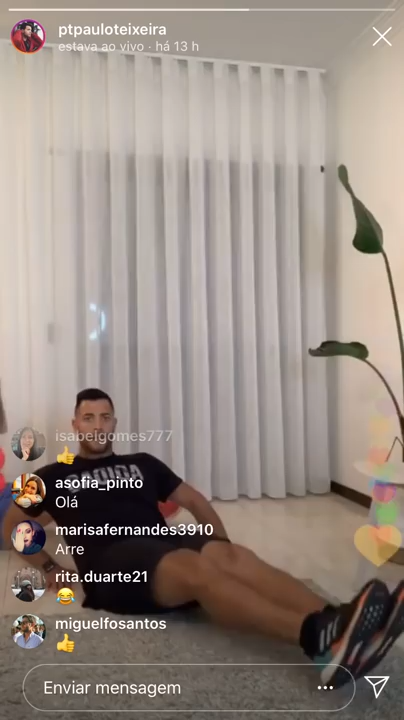 ptpauloteixeira
estava ao vivo · há 13 h
isabelgomes777
👍
asofia_pinto
Olá
marisafernandes3910
Arre
rita.duarte21
😂
miguelfosantos
👍
Enviar mensagem